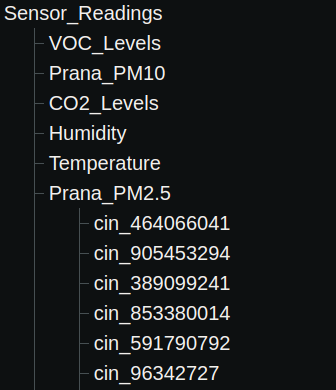 Sensor_Readings
VOC_Levels
Prana_PM10
CO2_Levels
Humidity
Temperature
Prana_PM2.5
cin_464066041
cin_905453294
cin_389099241
cin_853380014
cin_591790792
cin_96342727